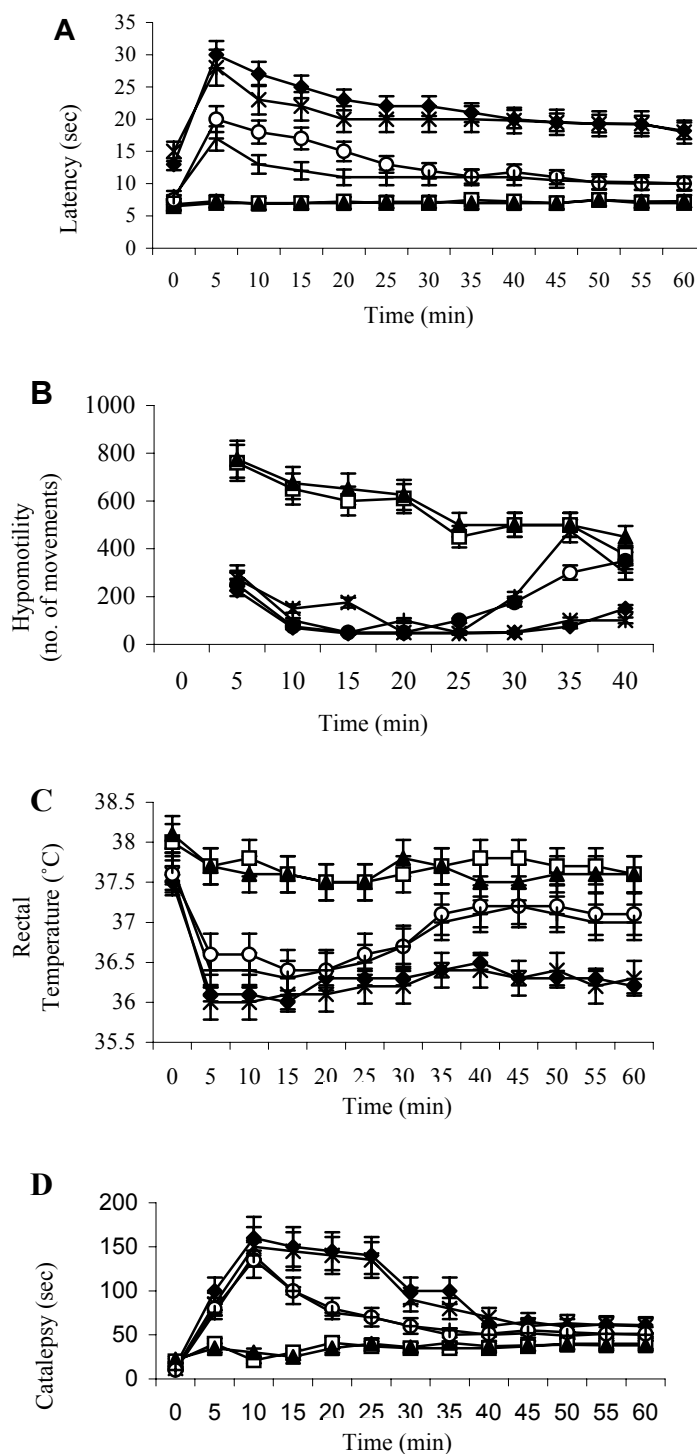 A
35
30
25
20
15
10
5
0
Latency (sec)
0 5 10 15 20 25 30 35 40 45 50 55 60
Time (min)
B
1000
800
600
400
200
0
Hypomotility
(no. of movements)
0 5 10 15 20 25 30 35 40
Time (min)
C
38.5
38
37.5
37
36.5
36
35.5
Rectal
Temperature (˚C)
0 5 10 15 20 25 30 35 40 45 50 55 60
Time (min)
D
200
150
100
50
0
Catalepsy (sec)
0 5 10 15 20 25 30 35 40 45 50 55 60
Time (min)